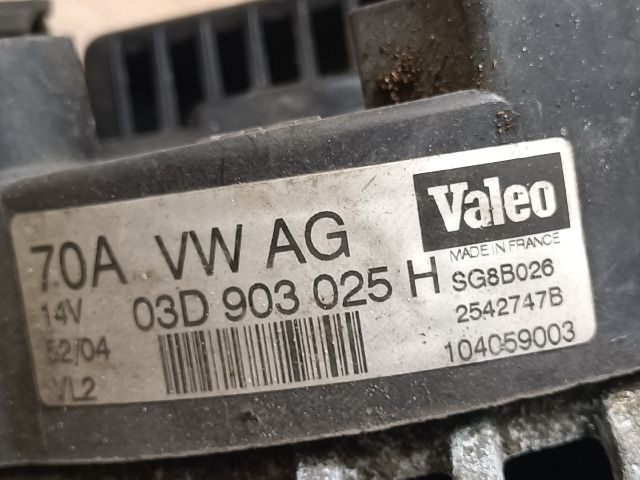 70A VW AG
14V 03D 903 025 H
52/04
VL2
Valeo
MADE IN FRANCE
SG8B026
2542747B
104059003